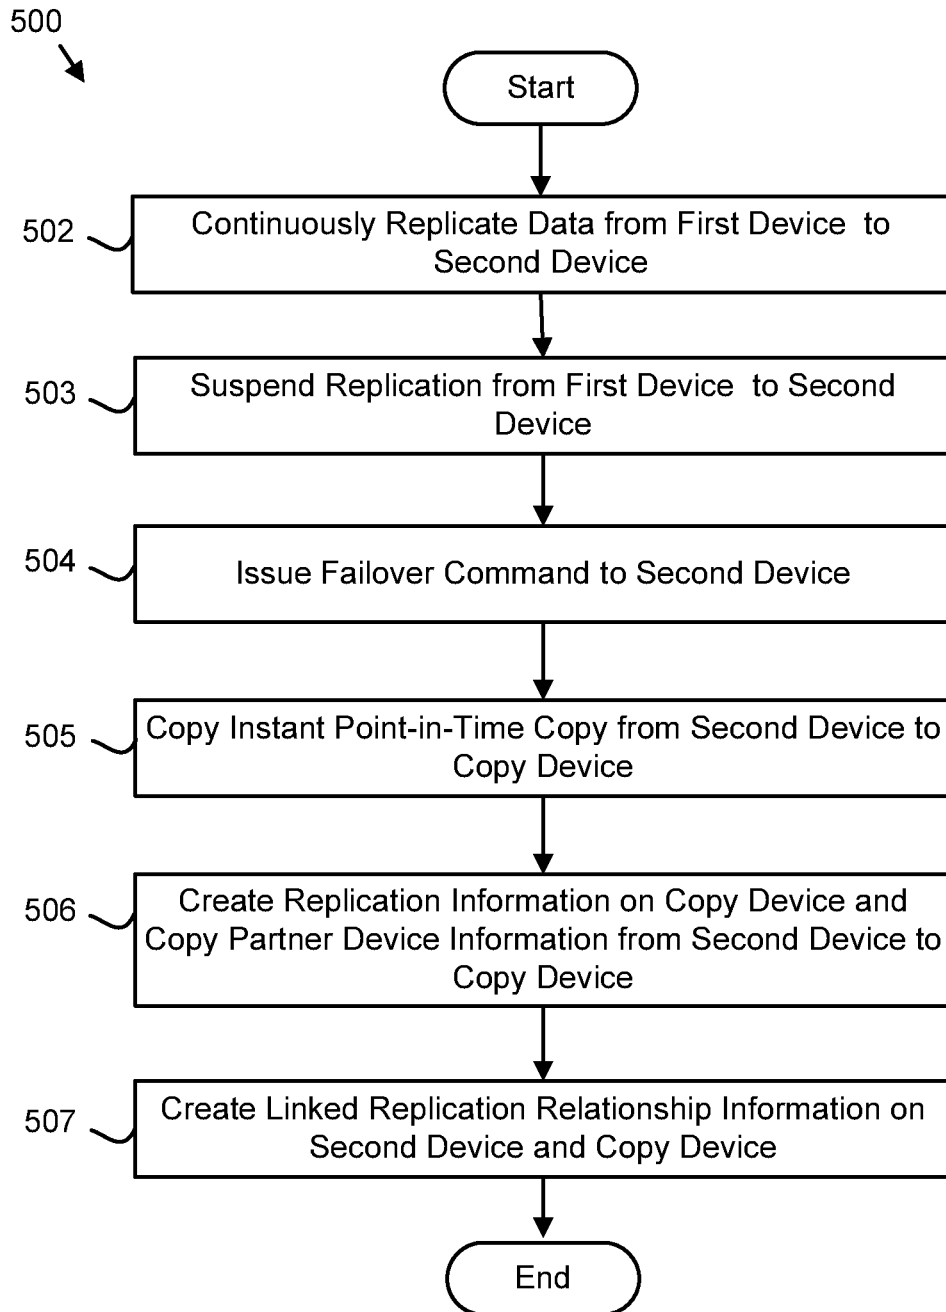 500
Start
502
Continuously Replicate Data from First Device to
Second Device
503
Suspend Replication from First Device to Second
Device
504
Issue Failover Command to Second Device
505
Copy Instant Point-in-Time Copy from Second Device to
Copy Device
506
Create Replication Information on Copy Device and
Copy Partner Device Information from Second Device to
Copy Device
507
Create Linked Replication Relationship Information on
Second Device and Copy Device
End